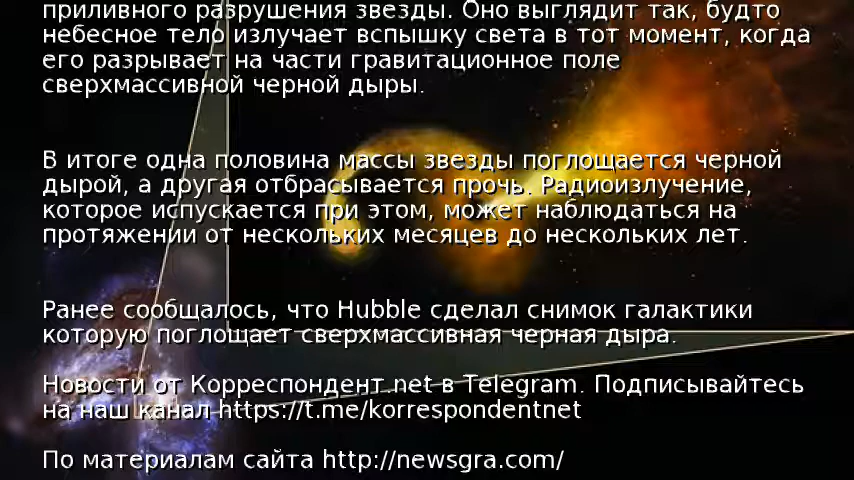 приливного разрушения звезды. Оно выглядит так, будто
небесное тело излучает вспышку света в тот момент, когда
его разрывает на части гравитационное поле
сверхмассивной черной дыры.
В итоге одна половина массы звезды поглощается черной
дырой, а другая отбрасывается прочь. Радиоизлучение,
которое испускается при этом, может наблюдаться на
протяжении от нескольких месяцев до нескольких лет.
Ранее сообщалось, что Hubble сделал снимок галактики
которую поглощает сверхмассивная черная дыра.
Новости от Корреспондент.net в Telegram. Подписывайтесь
на наш канал https://t.me/korrespondentnet
По материалам сайта http://newsgra.com/